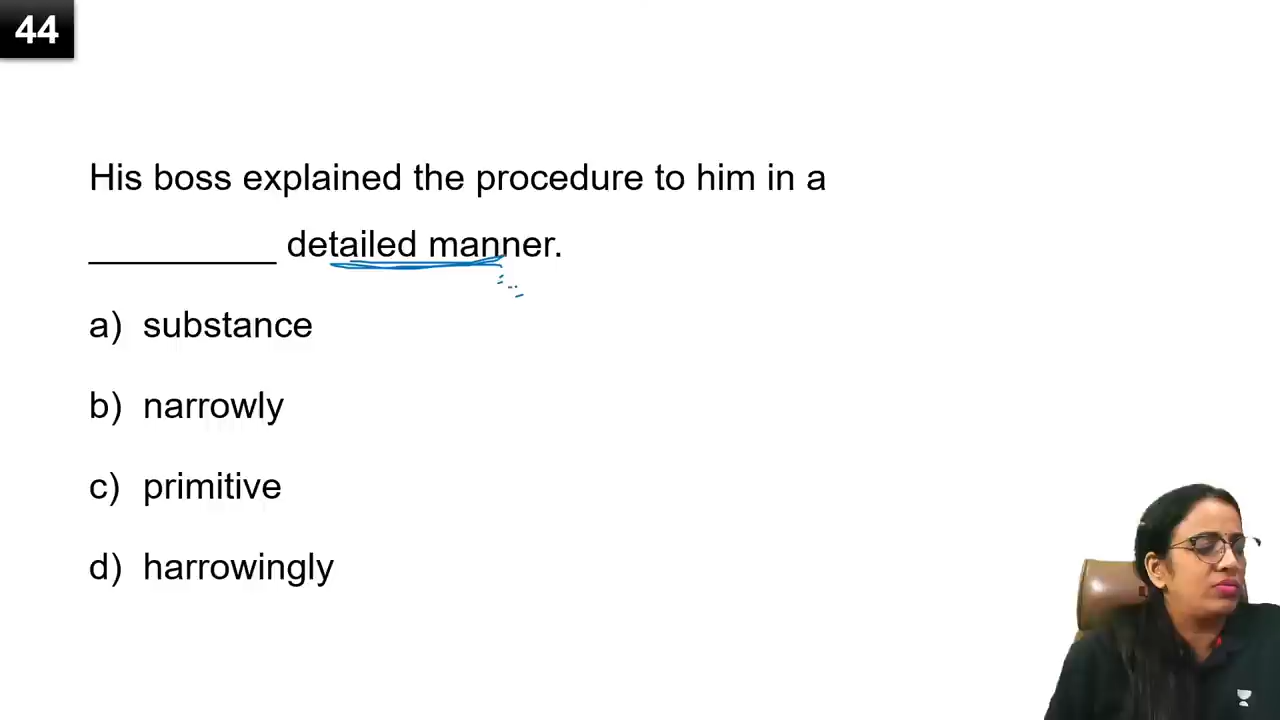 44
His boss explained the procedure to him in a
__________ detailed manner.
a) substance
b) narrowly
c) primitive
d) harrowingly